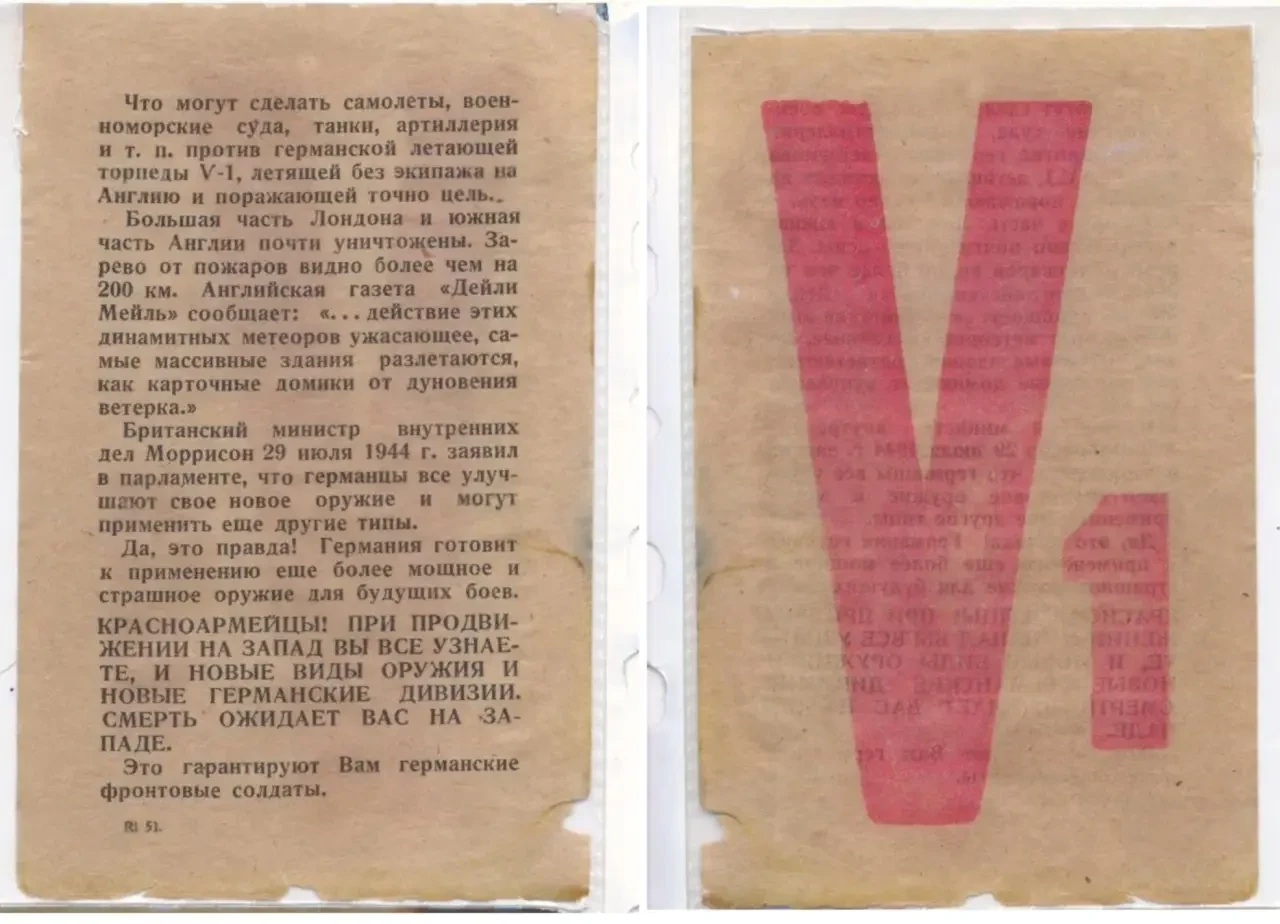 Что могут сделать самолеты, воен-
номорские суда, танки, артиллерия
и т. п. против германской летающей
торпеды V-1, летящей без экипажа на
Англию и поражающей точно цель..
Большая часть Лондона и южная
часть Англии почти уничтожены. За-
рево от пожаров видно более чем на
200 км. Английская газета «Дейли
Мейль» сообщает: «... действие этих
динамитных метеоров ужасающее, са-
мые массивные здания разлетаются,
как карточные домики от дуновения
ветерка.»
Британский министр внутренних
дел Моррисон 29 июля 1944 г. заявил
в парламенте, что германцы все улуч-
шают свое новое оружие и могут
применить еще другие типы.
Да, это правда! Германия готовит
к применению еще более мощное и
страшное оружие для будущих боев.
КРАСНОАРМЕЙЦЫ! ПРИ ПРОДВИ-
ЖЕНИИ НА ЗАПАД ВЫ ВСЕ УЗНАЕ-
ТЕ, И НОВЫЕ ВИДЫ ОРУЖИЯ И
НОВЫЕ ГЕРМАНСКИЕ ДИВИЗИИ.
СМЕРТЬ ОЖИДАЕТ ВАС НА ЗА-
ПАДЕ.
Это гарантируют Вам германские
фронтовые солдаты.
RI 51.
V1